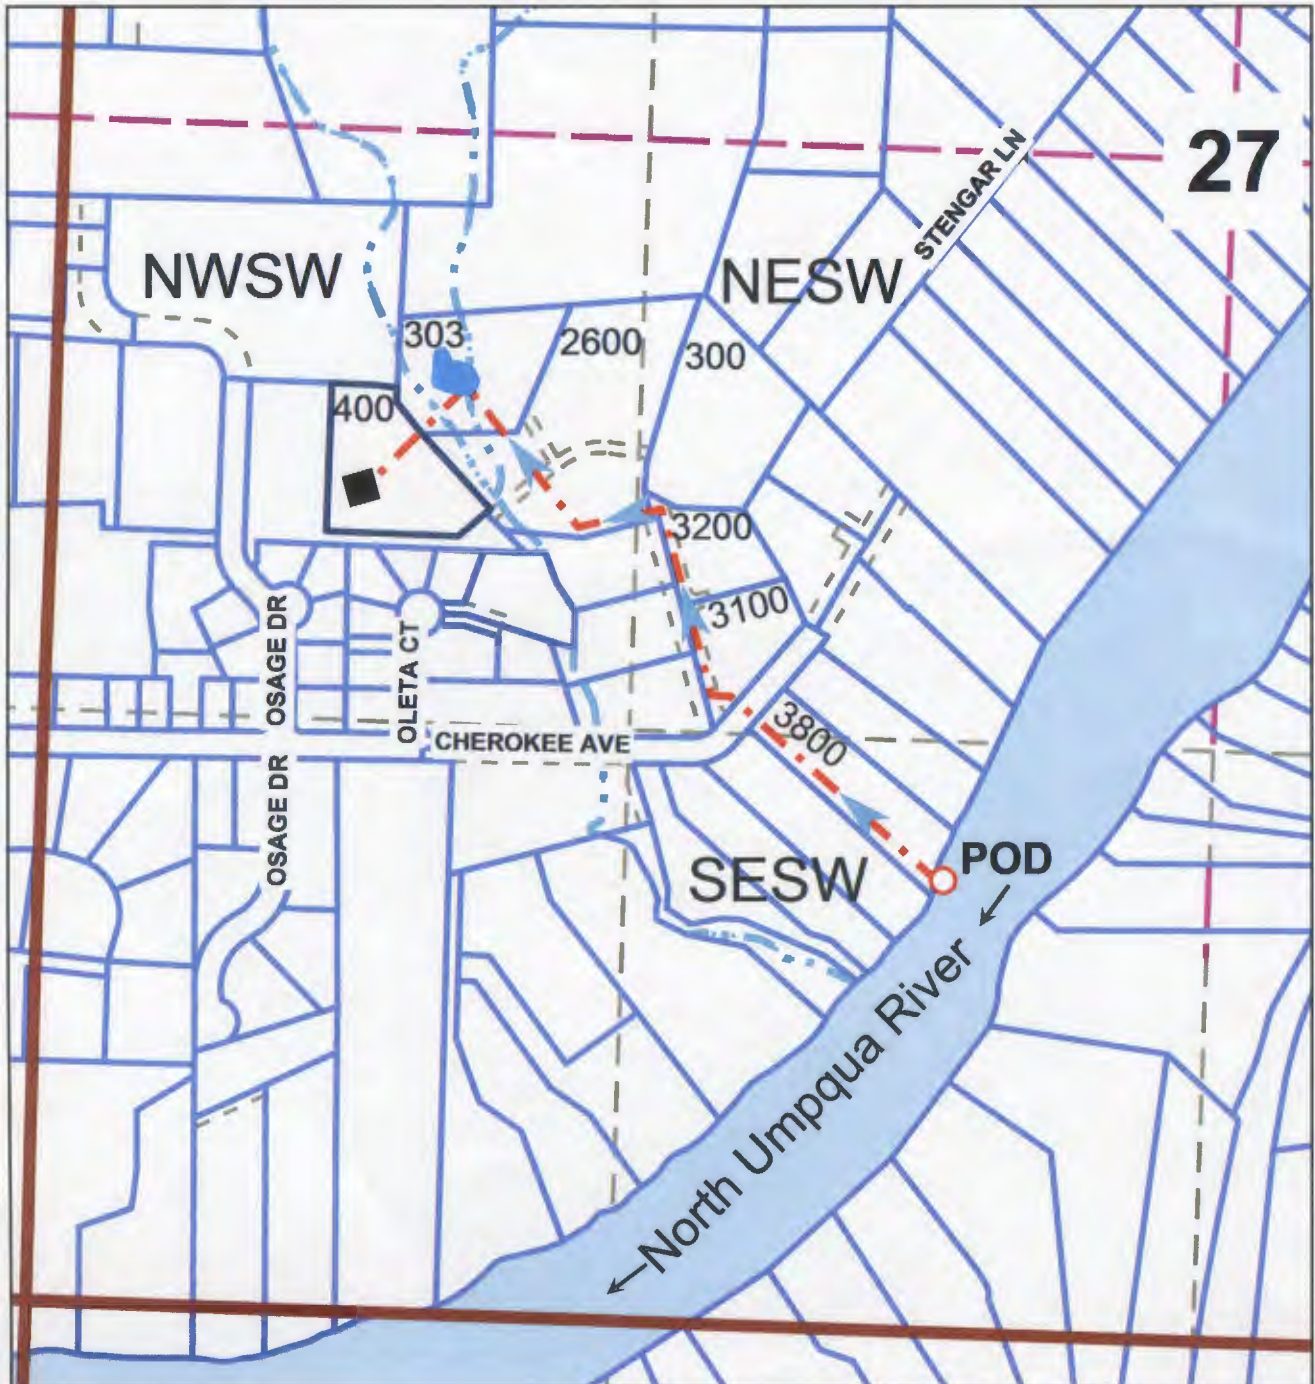 27
STENGAR LN
NWSW
NESW
303
2600
300
400
3200
3100
OSAGE DR
OLETA CT
3800
CHEROKEE AVE
OSAGE DR
SESW
POD
North Umpqua River